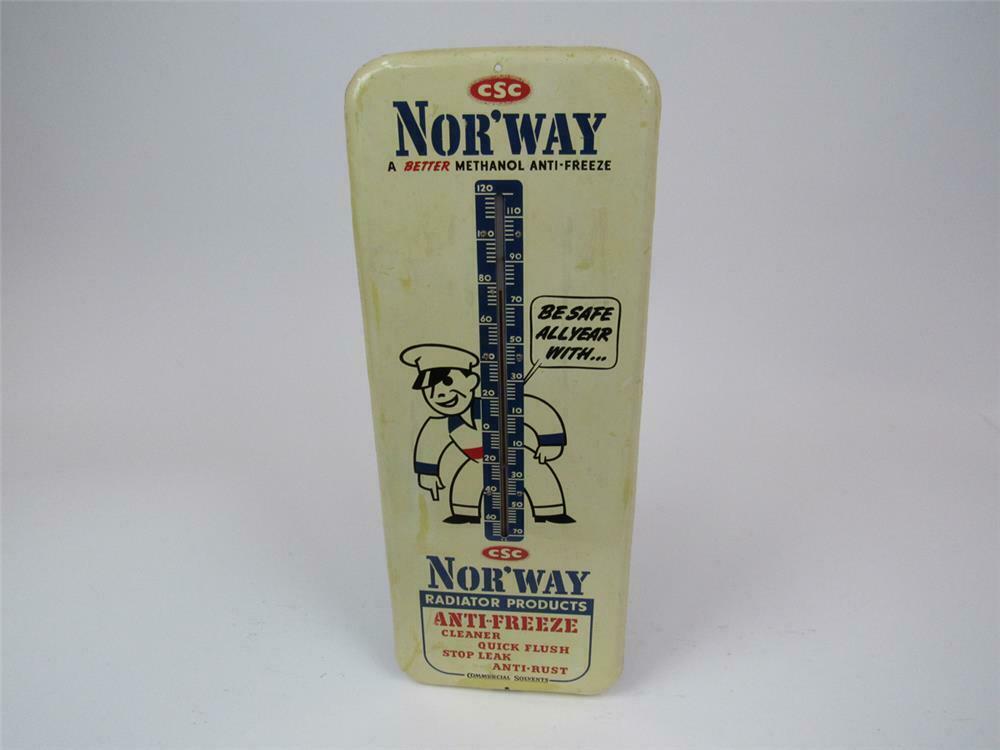 CSC
NOR'WAY
A BETTER METHANOL ANTI-FREEZE
120
110
100
90
80
70
60
50
40
30
20
10
0
10
20
30
40
50
60
70
BE SAFE
ALL YEAR
WITH...
CSC
NOR'WAY
RADIATOR PRODUCTS
ANTI-FREEZE
CLEANER
QUICK FLUSH
STOP LEAK
ANTI-RUST
COMMERCIAL SOLVENTS